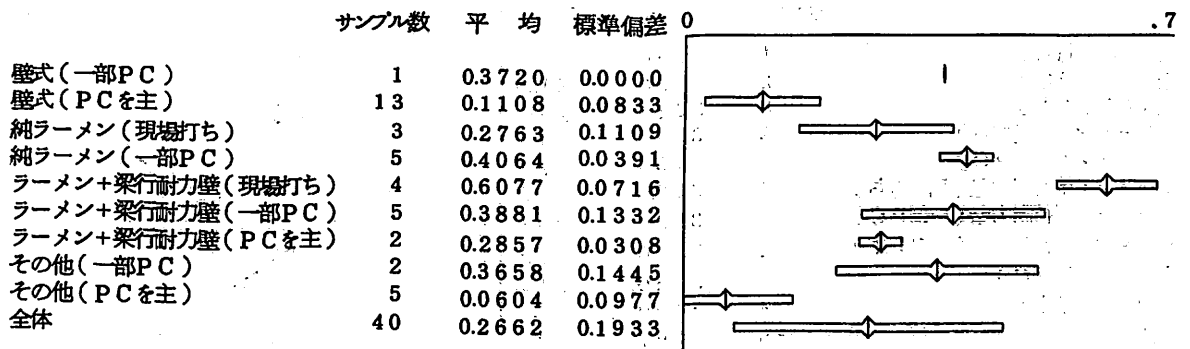 サンプル数 平均 標準偏差 0 .7
壁式(一部PC) 1 0.3720 0.0000
壁式(PCを主) 13 0.1108 0.0833
純ラーメン(現場打ち) 3 0.2763 0.1109
純ラーメン(一部PC) 5 0.4064 0.0391
ラーメン+梁行耐力壁(現場打ち) 4 0.6077 0.0716
ラーメン+梁行耐力壁(一部PC) 5 0.3881 0.1332
ラーメン+梁行耐力壁(PCを主) 2 0.2857 0.0308
その他(一部PC) 2 0.3658 0.1445
その他(PCを主) 5 0.0604 0.0977
全体 40 0.2662 0.1933